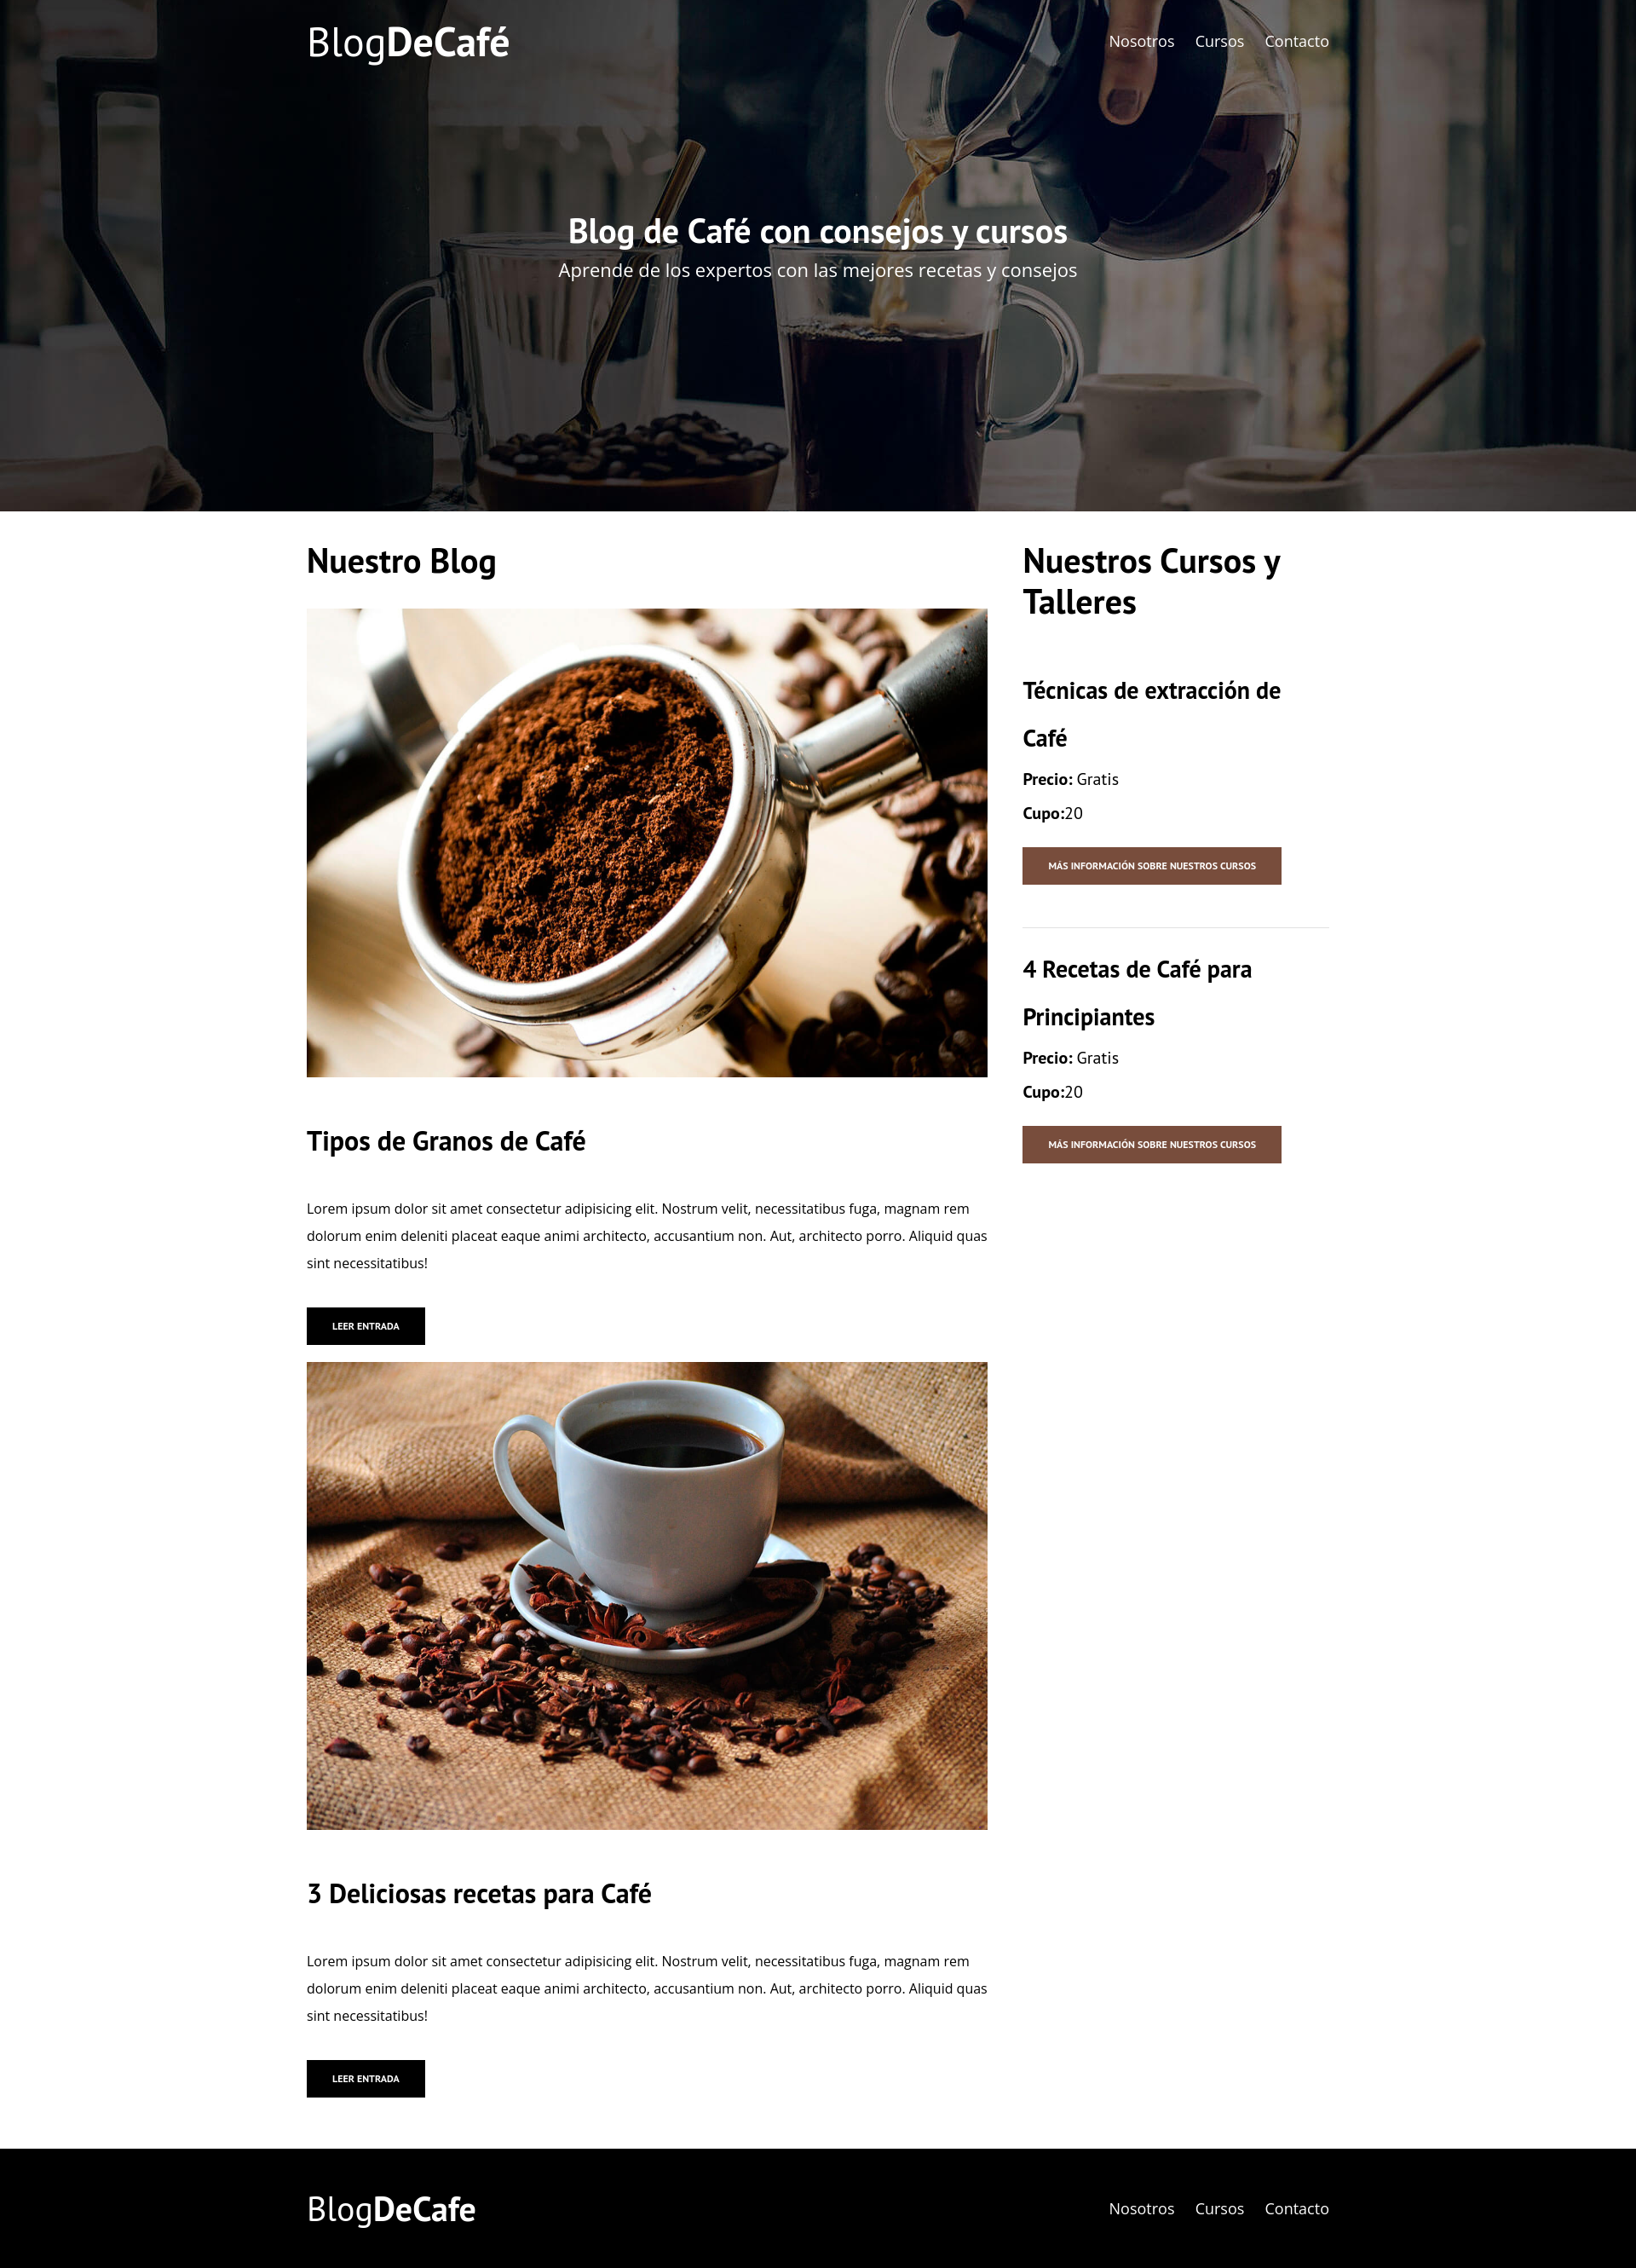 BlogDeCafé
Nosotros Cursos Contacto
Blog de Café con consejos y cursos
Aprende de los expertos con las mejores recetas y consejos
Nuestro Blog
Tipos de Granos de Café
Lorem ipsum dolor sit amet consectetur adipisicing elit. Nostrum velit, necessitatibus fuga, magnam rem
dolorum enim deleniti placeat eaque animi architecto, accusantium non. Aut, architecto porro. Aliquid quas
sint necessitatibus!
LEER ENTRADA
3 Deliciosas recetas para Café
Lorem ipsum dolor sit amet consectetur adipisicing elit. Nostrum velit, necessitatibus fuga, magnam rem
dolorum enim deleniti placeat eaque animi architecto, accusantium non. Aut, architecto porro. Aliquid quas
sint necessitatibus!
LEER ENTRADA
Nuestros Cursos y
Talleres
Técnicas de extracción de
Café
Precio: Gratis
Cupo:20
MÁS INFORMACIÓN SOBRE NUESTROS CURSOS
4 Recetas de Café para
Principiantes
Precio: Gratis
Cupo:20
MÁS INFORMACIÓN SOBRE NUESTROS CURSOS
BlogDeCafe
Nosotros Cursos Contacto